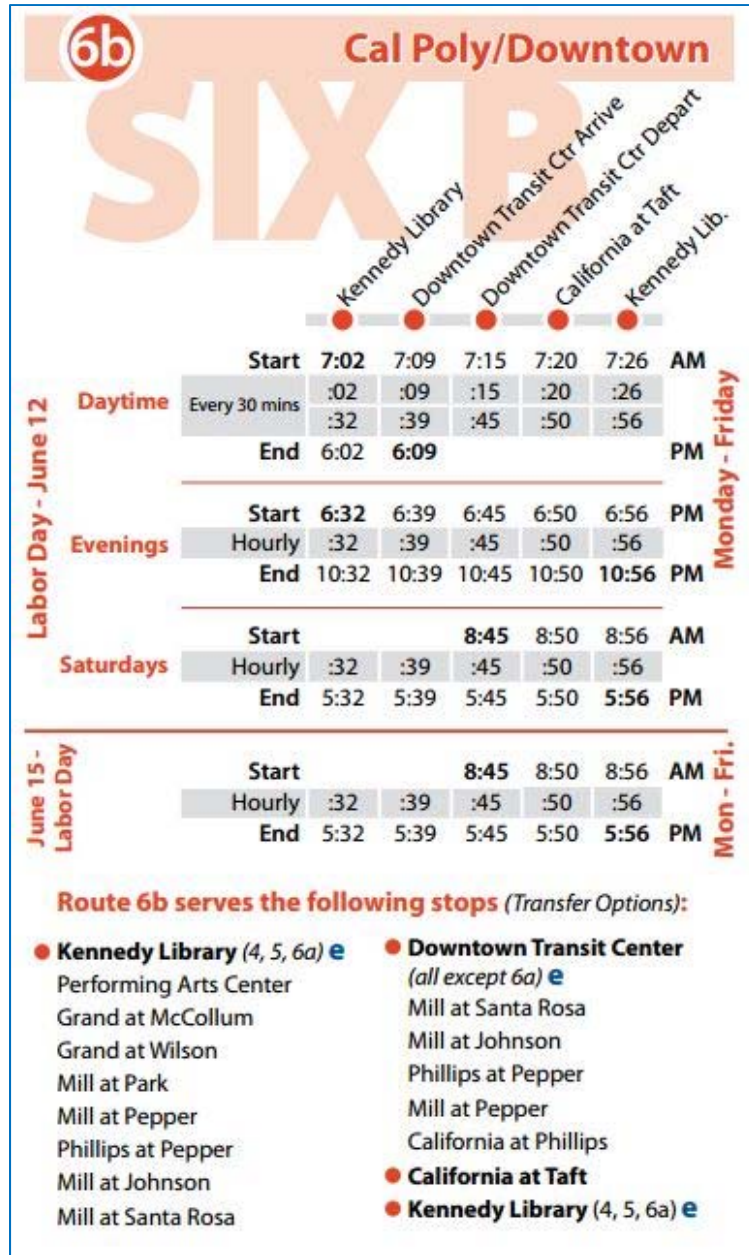 6b Cal Poly/Downtown
SIX B
Kennedy Library
Downtown Transit Ctr Arrive
Downtown Transit Ctr Depart
California at Taft
Kennedy Lib.
Labor Day - June 12
Monday - Friday
Start 7:02 7:09 7:15 7:20 7:26 AM
Daytime Every 30 mins :02 :09 :15 :20 :26
:32 :39 :45 :50 :56
End 6:02 6:09 PM
Start 6:32 6:39 6:45 6:50 6:56 PM
Evenings Hourly :32 :39 :45 :50 :56
End 10:32 10:39 10:45 10:50 10:56 PM
Start 8:45 8:50 8:56 AM
Saturdays Hourly :32 :39 :45 :50 :56
End 5:32 5:39 5:45 5:50 5:56 PM
June 15 -
Labor Day
Mon - Fri.
Start 8:45 8:50 8:56 AM
Hourly :32 :39 :45 :50 :56
End 5:32 5:39 5:45 5:50 5:56 PM
Route 6b serves the following stops (Transfer Options):
Kennedy Library (4, 5, 6a) e
Performing Arts Center
Grand at McCollum
Grand at Wilson
Mill at Park
Mill at Pepper
Phillips at Pepper
Mill at Johnson
Mill at Santa Rosa
Downtown Transit Center
(all except 6a) e
Mill at Santa Rosa
Mill at Johnson
Phillips at Pepper
Mill at Pepper
California at Phillips
California at Taft
Kennedy Library (4, 5, 6a) e